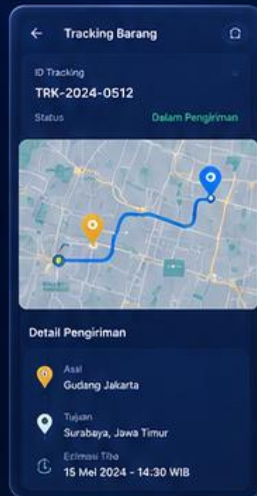 Tracking Barang
ID Tracking
TRK-2024-0512
Status
Dalam Pengiriman
Detail Pengiriman
Asal
Gudang Jakarta
Tujuan
Surabaya, Jawa Timur
Estimasi Tiba
15 Mei 2024 - 14:30 WIB